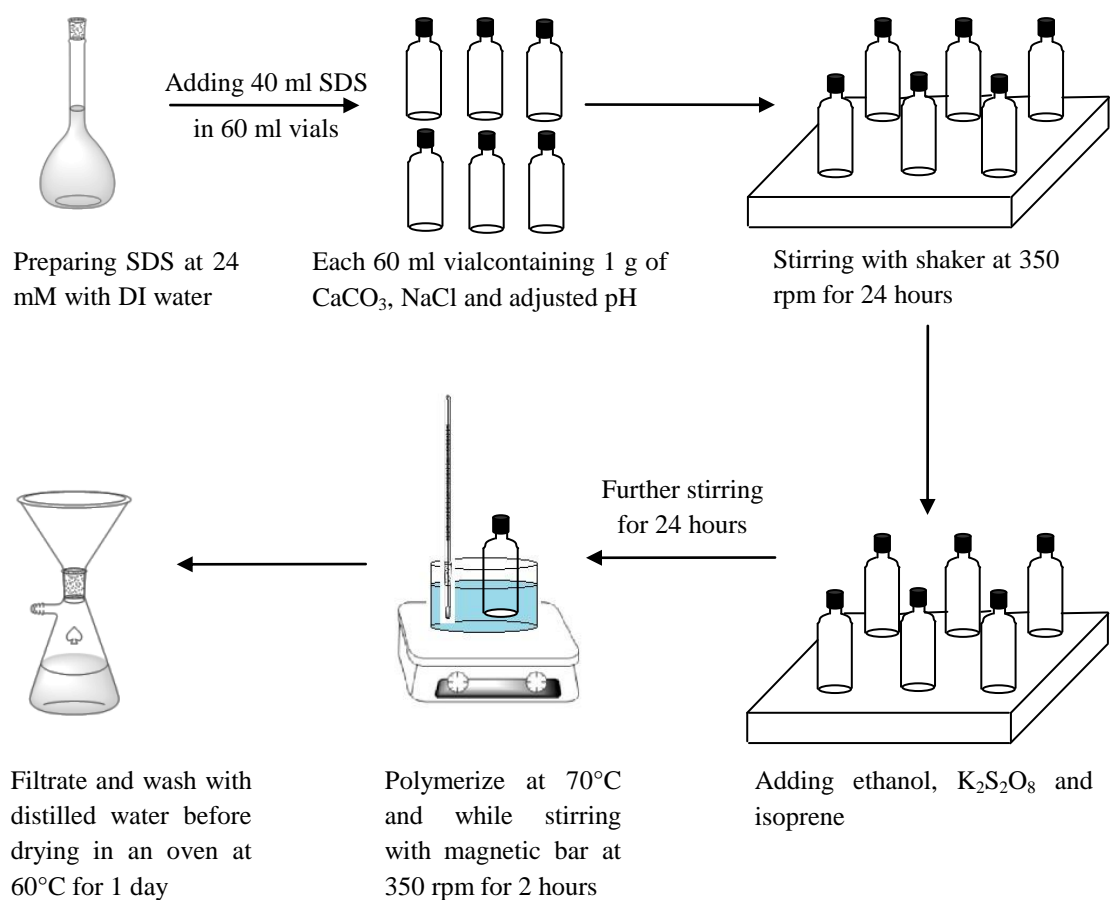 Adding 40 ml SDS
in 60 ml vials
Preparing SDS at 24
mM with DI water
Each 60 ml vialcontaining 1 g of
CaCO₃, NaCl and adjusted pH
Stirring with shaker at 350
rpm for 24 hours
Further stirring
for 24 hours
Filtrate and wash with
distilled water before
drying in an oven at
60°C for 1 day
Polymerize at 70°C
and while stirring
with magnetic bar at
350 rpm for 2 hours
Adding ethanol, K₂S₂O₈ and
isoprene